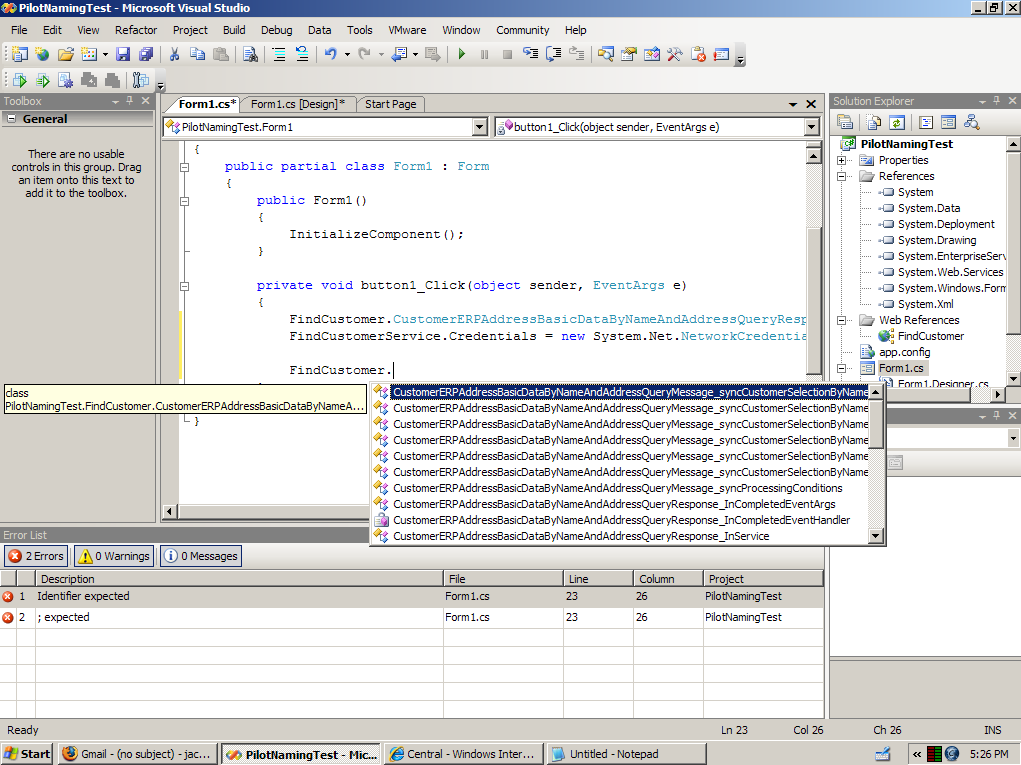 PilotNamingTest - Microsoft Visual Studio
File Edit View Refactor Project Build Debug Data Tools VMware Window Community Help
Toolbox
General
There are no usable
controls in this group. Drag
an item onto this text to
add it to the toolbox.
Form1.cs* Form1.cs [Design]* Start Page
PilotNamingTest.Form1 button1_Click(object sender, EventArgs e)
{
public partial class Form1 : Form
{
public Form1()
{
InitializeComponent();
}
private void button1_Click(object sender, EventArgs e)
{
FindCustomer.CustomerERPAddressBasicDataByNameAndAddressQueryResp
FindCustomerService.Credentials = new System.Net.NetworkCredentia
FindCustomer.
}
class
PilotNamingTest.FindCustomer.CustomerERPAddressBasicDataByNameA...
CustomerERPAddressBasicDataByNameAndAddressQueryMessage_syncCustomerSelectionByName
CustomerERPAddressBasicDataByNameAndAddressQueryMessage_syncCustomerSelectionByName
CustomerERPAddressBasicDataByNameAndAddressQueryMessage_syncCustomerSelectionByName
CustomerERPAddressBasicDataByNameAndAddressQueryMessage_syncCustomerSelectionByName
CustomerERPAddressBasicDataByNameAndAddressQueryMessage_syncCustomerSelectionByName
CustomerERPAddressBasicDataByNameAndAddressQueryMessage_syncCustomerSelectionByName
CustomerERPAddressBasicDataByNameAndAddressQueryMessage_syncProcessingConditions
CustomerERPAddressBasicDataByNameAndAddressQueryResponse_InCompletedEventArgs
CustomerERPAddressBasicDataByNameAndAddressQueryResponse_InCompletedEventHandler
CustomerERPAddressBasicDataByNameAndAddressQueryResponse_InService
Solution Explorer
PilotNamingTest
Properties
References
System
System.Data
System.Deployment
System.Drawing
System.EnterpriseServ
System.Web.Services
System.Windows.Form
System.Xml
Web References
FindCustomer
app.config
Form1.cs
Form1.Designer.cs
Error List
2 Errors 0 Warnings 0 Messages
Description File Line Column Project
1 Identifier expected Form1.cs 23 26 PilotNamingTest
2 ; expected Form1.cs 23 26 PilotNamingTest
Ready Ln 23 Col 26 Ch 26 INS
Start Gmail - (no subject) - jac... PilotNamingTest - Mic... Central - Windows Inter... Untitled - Notepad « 5:26 PM